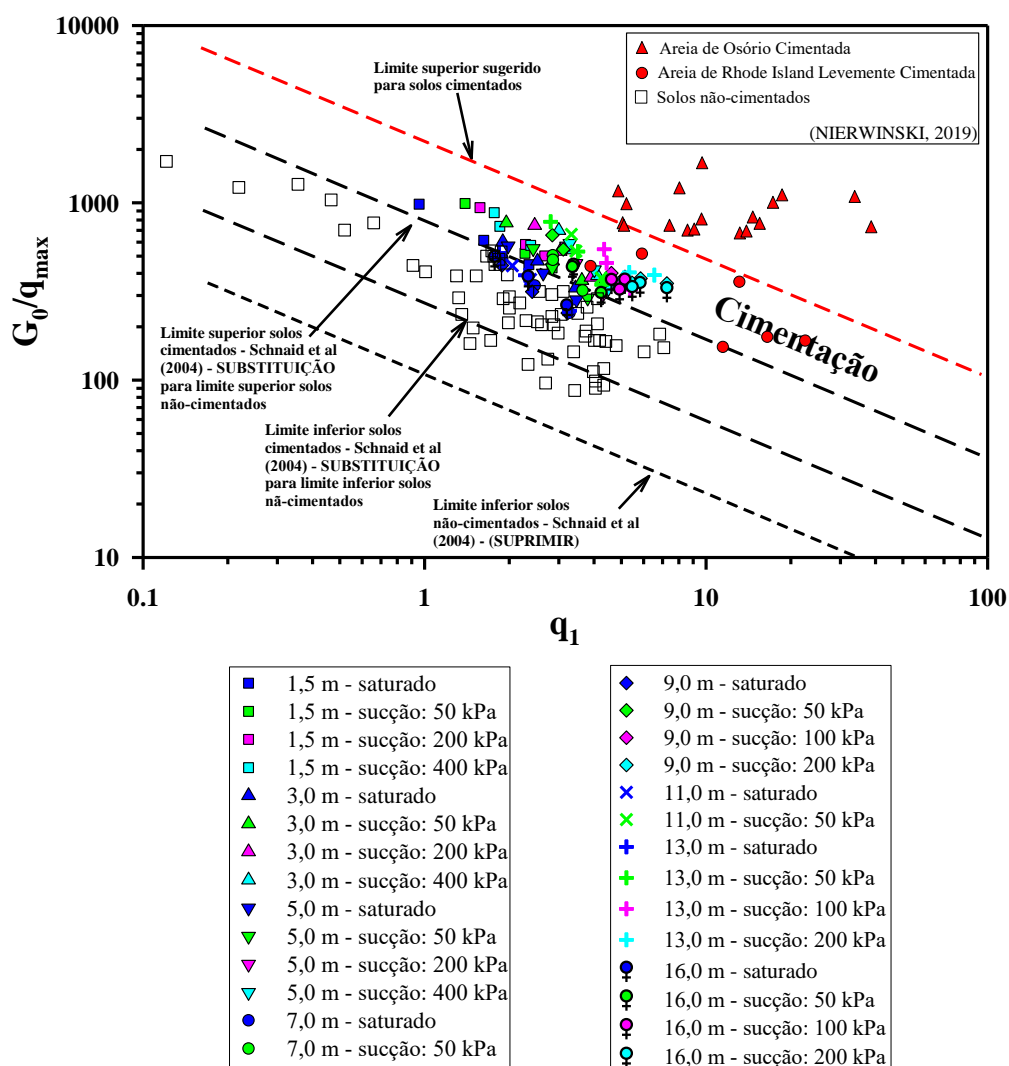 10000
1000
100
10
0.1
1
10
100
G0/qmax
q1
Areia de Osório Cimentada
Areia de Rhode Island Levemente Cimentada
Solos não-cimentados
(NIERWINSKI, 2019)
Limite superior sugerido
para solos cimentados
Cimentação
Limite superior solos
cimentados - Schnaid et al
(2004) - SUBSTITUIÇÃO
para limite superior solos
não-cimentados
Limite inferior solos
cimentados - Schnaid et al
(2004) - SUBSTITUIÇÃO
para limite inferior solos
nã-cimentados
Limite inferior solos
não-cimentados - Schnaid et al
(2004) - (SUPRIMIR)
1,5 m - saturado
1,5 m - sucção: 50 kPa
1,5 m - sucção: 200 kPa
1,5 m - sucção: 400 kPa
3,0 m - saturado
3,0 m - sucção: 50 kPa
3,0 m - sucção: 200 kPa
3,0 m - sucção: 400 kPa
5,0 m - saturado
5,0 m - sucção: 50 kPa
5,0 m - sucção: 200 kPa
5,0 m - sucção: 400 kPa
7,0 m - saturado
7,0 m - sucção: 50 kPa
9,0 m - saturado
9,0 m - sucção: 50 kPa
9,0 m - sucção: 100 kPa
9,0 m - sucção: 200 kPa
11,0 m - saturado
11,0 m - sucção: 50 kPa
13,0 m - saturado
13,0 m - sucção: 50 kPa
13,0 m - sucção: 100 kPa
13,0 m - sucção: 200 kPa
16,0 m - saturado
16,0 m - sucção: 50 kPa
16,0 m - sucção: 100 kPa
16,0 m - sucção: 200 kPa